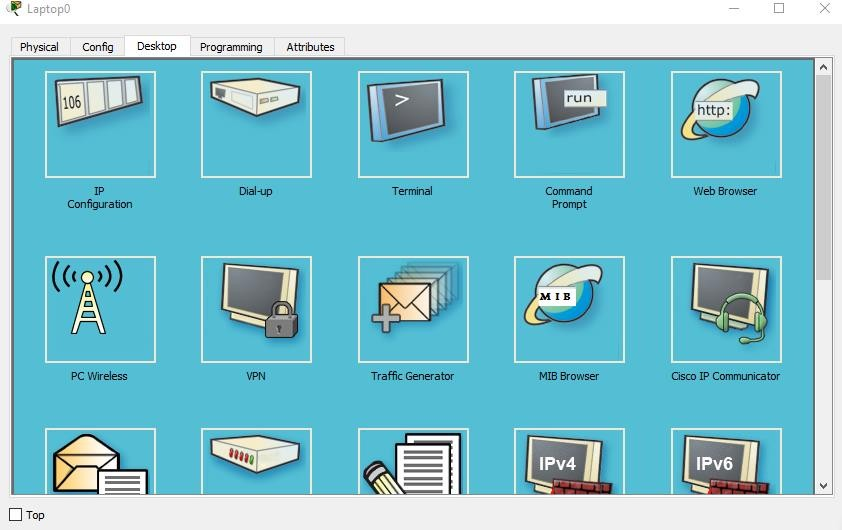 Laptop0
Physical
Config
Desktop
Programming
Attributes
106
>
run
http:
IP
Configuration
Dial-up
Terminal
Command
Prompt
Web Browser
MIB
PC Wireless
VPN
Traffic Generator
MIB Browser
Cisco IP Communicator
IPv4
IPv6
Top